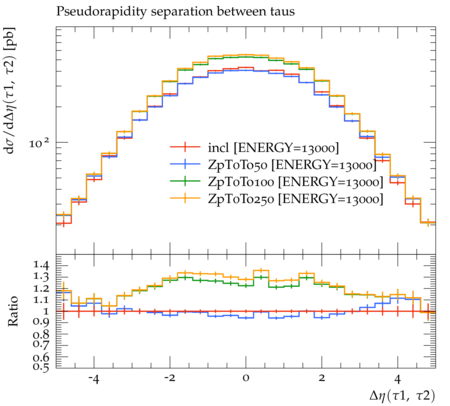 Pseudorapidity separation between taus
dσ/dΔη(τ1, τ2) [pb]
10²
incl [ENERGY=13000]
ZpToTo50 [ENERGY=13000]
ZpToTo100 [ENERGY=13000]
ZpToTo250 [ENERGY=13000]
Ratio
1.4
1.3
1.2
1.1
1
0.9
0.8
0.7
0.6
0.5
-4 -2 0 2 4
Δη(τ1, τ2)